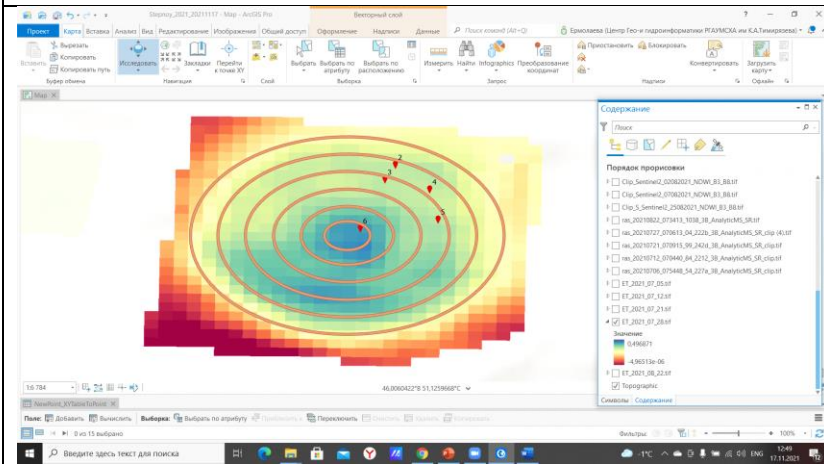 Stepnoy_2021_20211117 - Map - ArcGIS Pro
Векторный слой
Проект Карта Вставка Анализ Вид Редактирование Изображения Общий доступ Оформление Надписи Данные
Поиск команд (Alt+Q)
Ермолаева (Центр Гео-и гидроинформатики РГАУМСХА им К.А.Тимирязева)
Вставить
Вырезать
Копировать
Копировать путь
Буфер обмена
Исследовать
Закладки
Перейти к точке XY
Навигация
Слой
Выбрать
Выбрать по атрибуту
Выбрать по расположению
Выборка
Измерить
Найти
Infographics
Преобразование координат
Запрос
Приостановить
Блокировать
Конвертировать
Надписи
Загрузить карту
Офлайн
Map
2
3
4
5
6
Содержание
Поиск
Порядок прорисовки
Clip_Sentinel2_02082021_NDWI_B3_B8.tif
Clip_Sentinel2_07082021_NDWI_B3_B8.tif
Clip_S_Sentinel2_25082021_NDWI_B3_B8.tif
ras_20210822_073413_1038_3B_AnalyticMS_SR.tif
ras_20210727_070613_04_222b_3B_AnalyticMS_SR_clip (4).tif
ras_20210721_070915_99_242d_3B_AnalyticMS_SR_clip.tif
ras_20210712_070440_84_2212_3B_AnalyticMS_SR_clip.tif
ras_20210706_075448_54_227a_3B_AnalyticMS_SR_clip.tif
ET_2021_07_05.tif
ET_2021_07_12.tif
ET_2021_07_21.tif
ET_2021_07_28.tif
Значение
0,496871
-4,96513e-06
ET_2021_08_22.tif
Topographic
Символы Содержание
1:6 784
46,0060422°В 51,1259668°С
NewPoint_XYTableToPoint
Поле: Добавить Вычислить Выборка: Выбрать по атрибуту Переключить
0 из 15 выбрано
Фильтры:
100%
Введите здесь текст для поиска
-1°C
ENG
12:49
17.11.2021